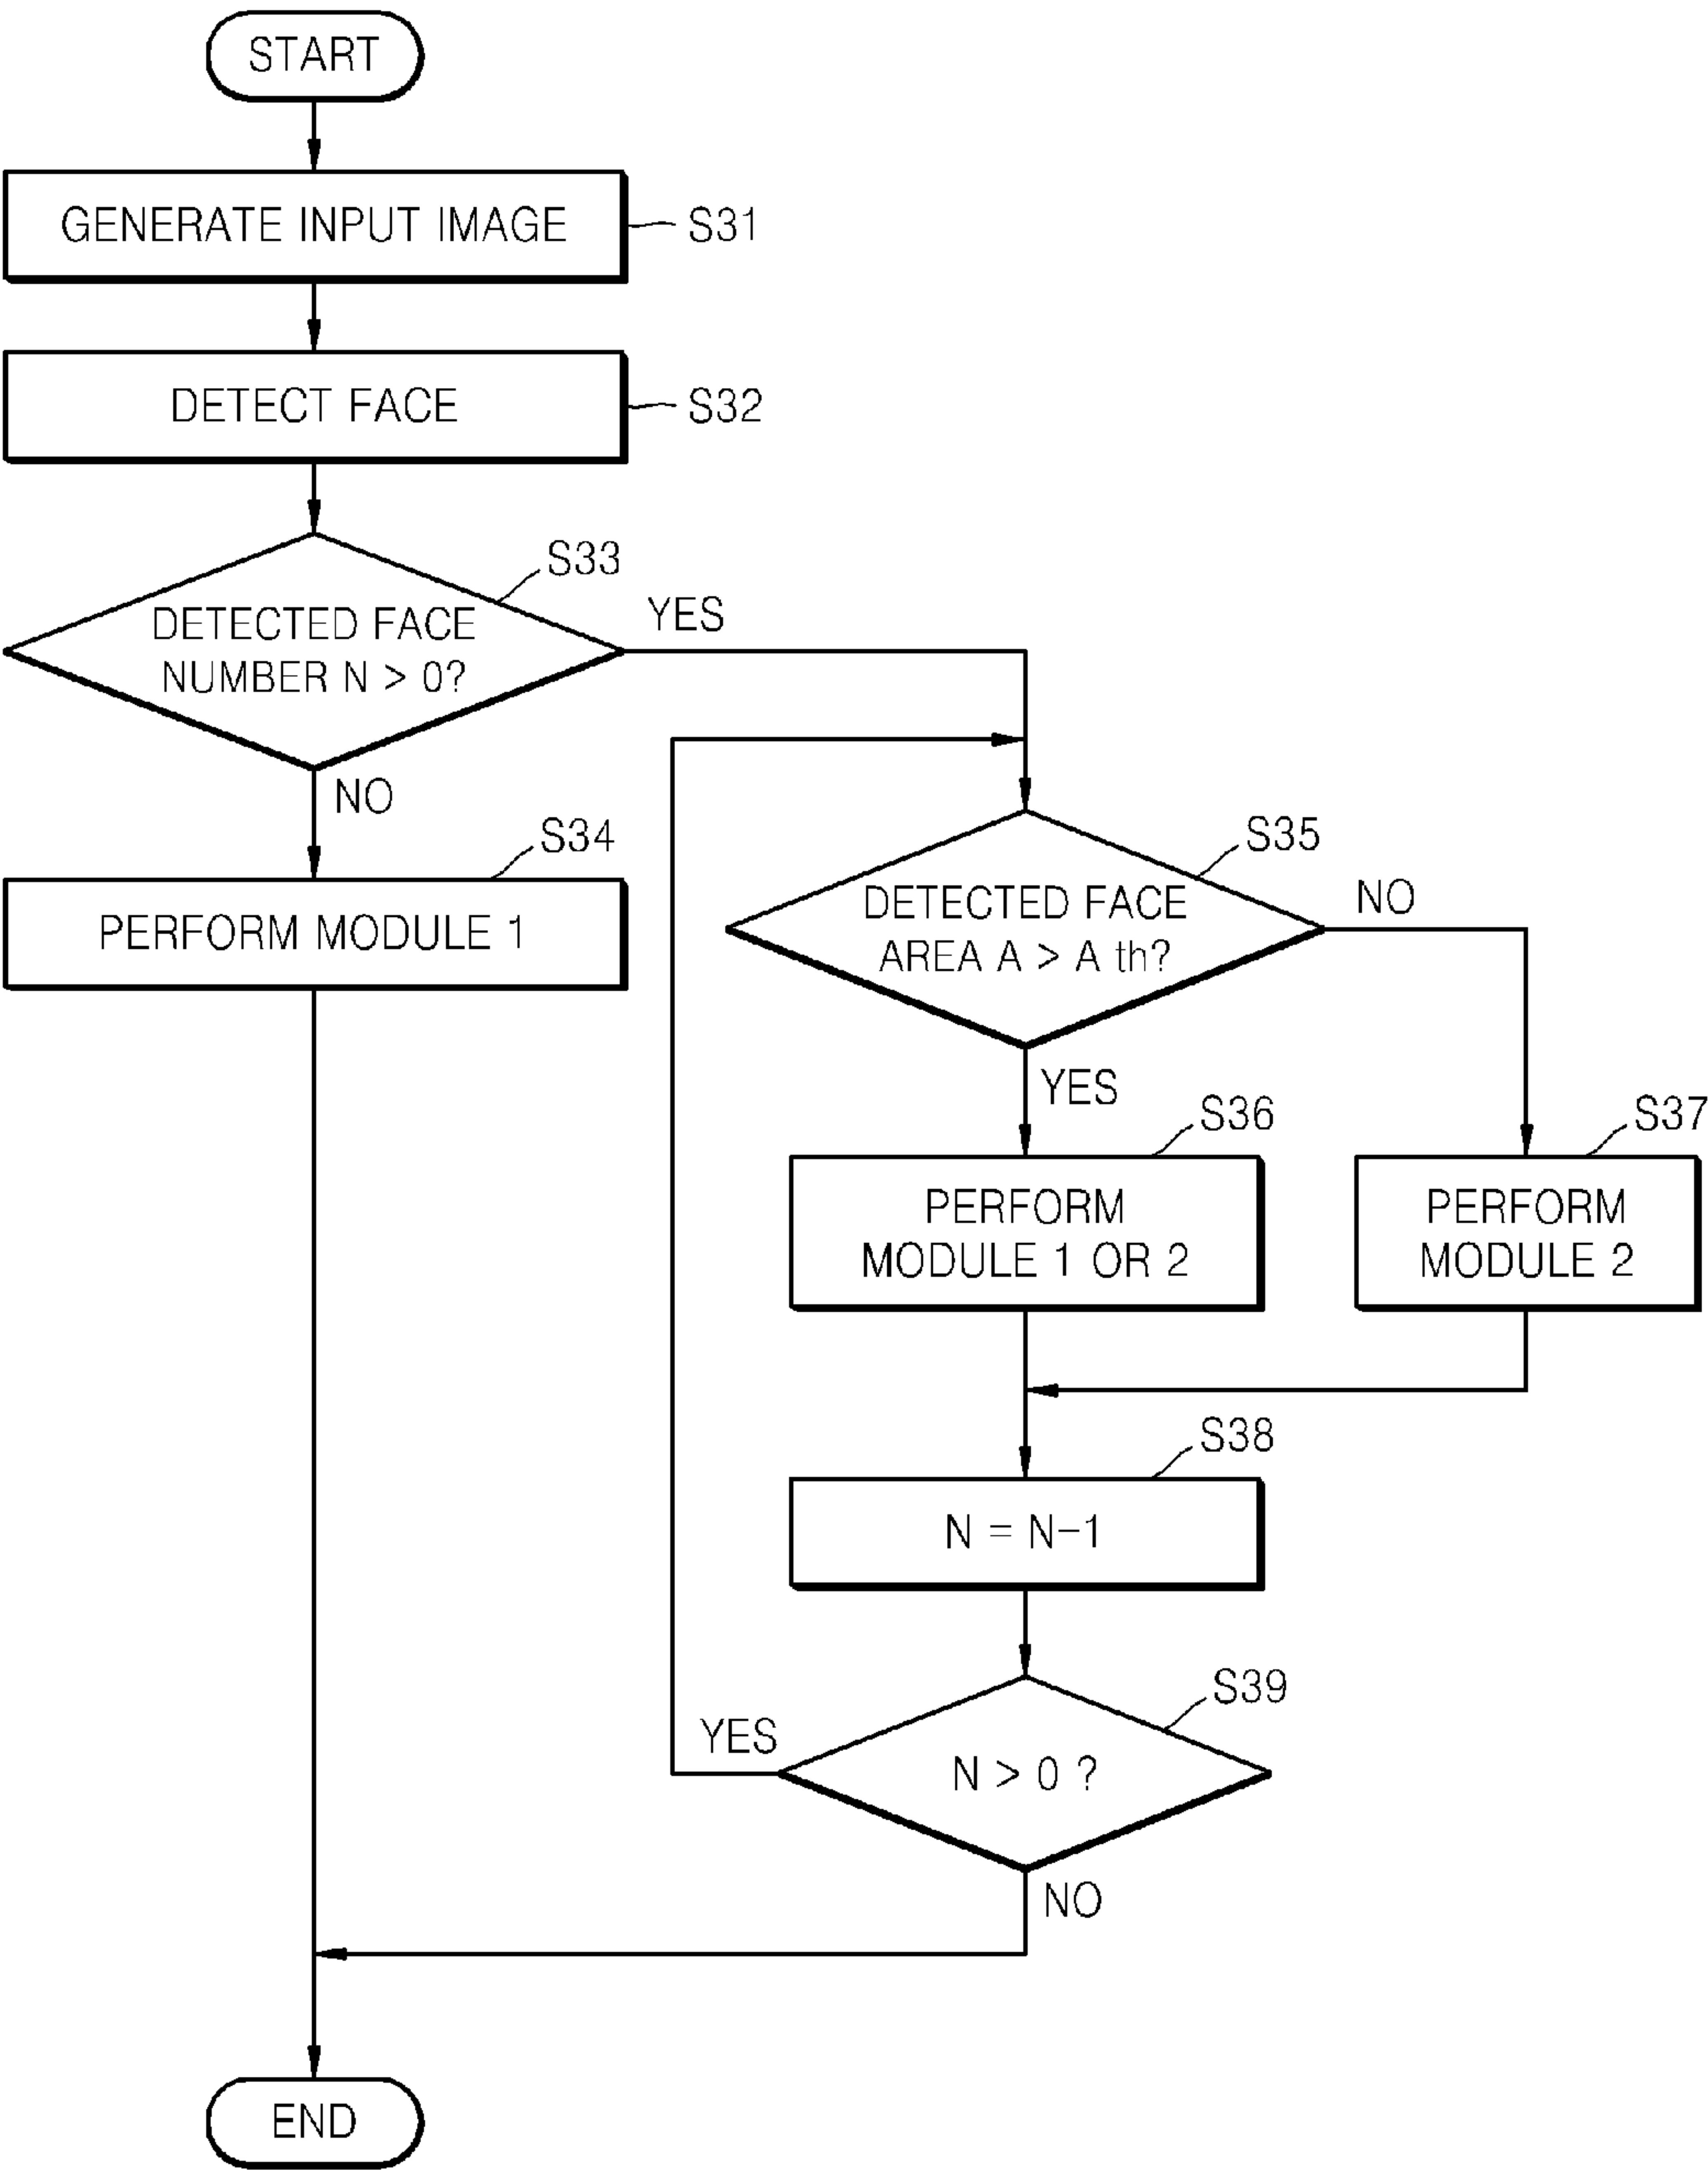 START
GENERATE INPUT IMAGE
S31
DETECT FACE
S32
S33
DETECTED FACE
NUMBER N > 0?
YES
NO
S34
PERFORM MODULE 1
S35
DETECTED FACE
AREA A > A th?
NO
YES
S36
PERFORM
MODULE 1 OR 2
S37
PERFORM
MODULE 2
S38
N = N-1
S39
N > 0 ?
YES
NO
END